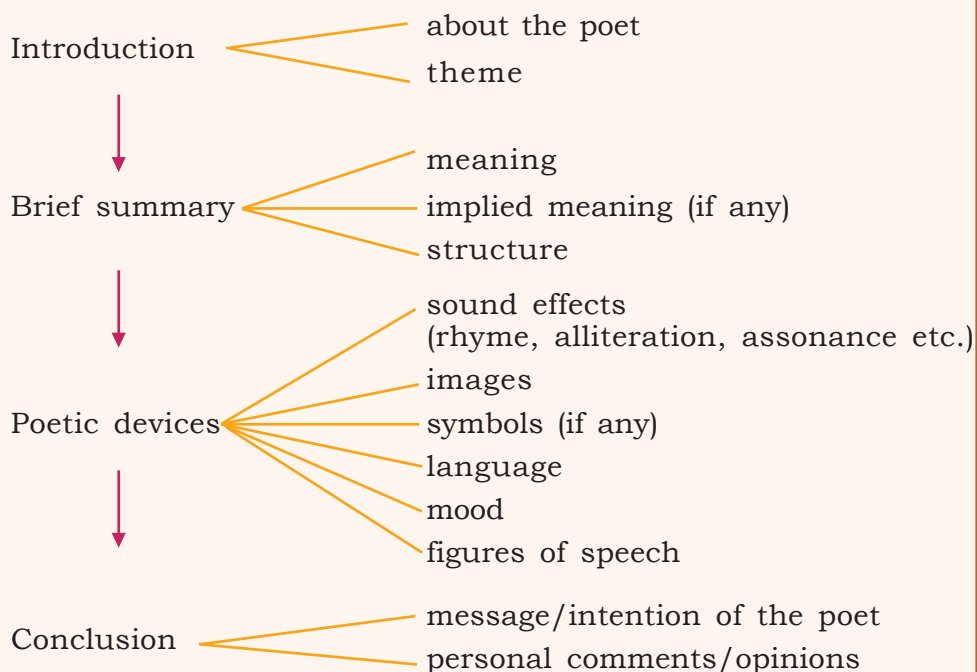 Introduction
about the poet
theme
Brief summary
meaning
implied meaning (if any)
structure
Poetic devices
sound effects
(rhyme, alliteration, assonance etc.)
images
symbols (if any)
language
mood
figures of speech
Conclusion
message/intention of the poet
personal comments/opinions